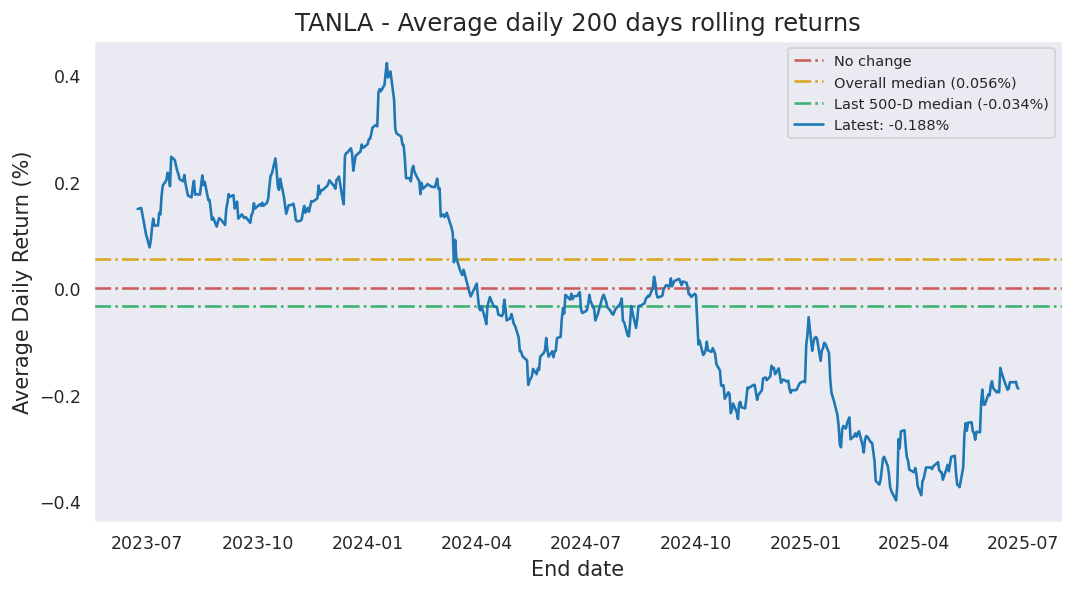 TANLA - Average daily 200 days rolling returns
No change
Overall median (0.056%)
Last 500-D median (-0.034%)
Latest: -0.188%
Average Daily Return (%)
0.4
0.2
0.0
−0.2
−0.4
2023-07 2023-10 2024-01 2024-04 2024-07 2024-10 2025-01 2025-04 2025-07
End date